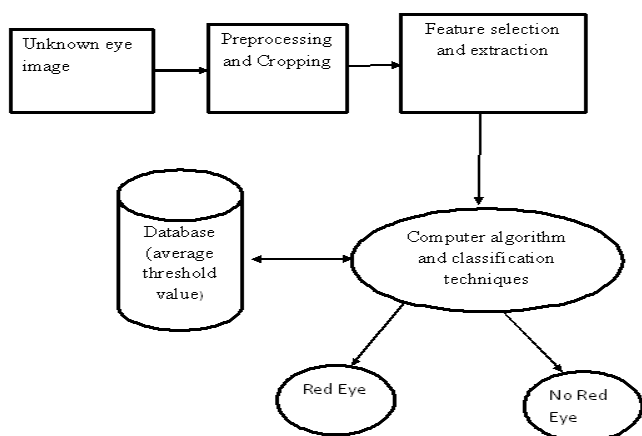 Unknown eye
image
Preprocessing
and Cropping
Feature selection
and extraction
Database
(average
threshold
value)
Computer algorithm
and classification
techniques
Red Eye
No Red
Eye